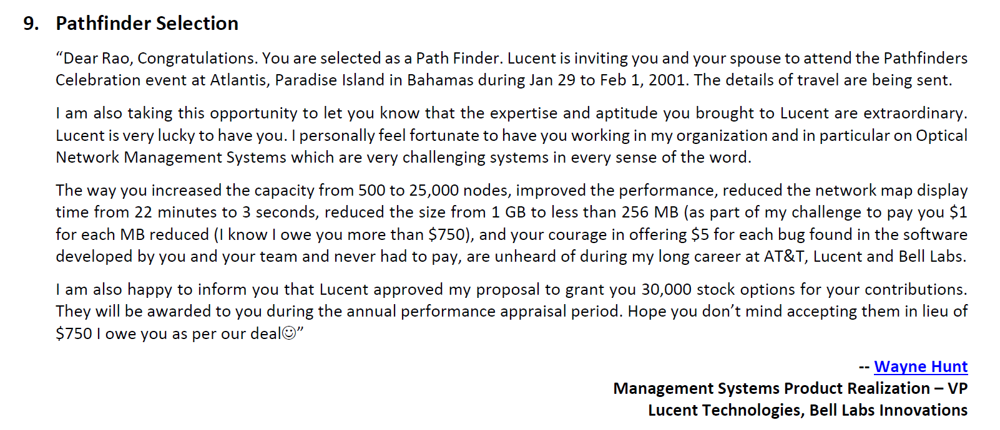 9. Pathfinder Selection
“Dear Rao, Congratulations. You are selected as a Path Finder. Lucent is inviting you and your spouse to attend the Pathfinders
Celebration event at Atlantis, Paradise Island in Bahamas during Jan 29 to Feb 1, 2001. The details of travel are being sent.
I am also taking this opportunity to let you know that the expertise and aptitude you brought to Lucent are extraordinary.
Lucent is very lucky to have you. I personally feel fortunate to have you working in my organization and in particular on Optical
Network Management Systems which are very challenging systems in every sense of the word.
The way you increased the capacity from 500 to 25,000 nodes, improved the performance, reduced the network map display
time from 22 minutes to 3 seconds, reduced the size from 1 GB to less than 256 MB (as part of my challenge to pay you $1
for each MB reduced (I know I owe you more than $750), and your courage in offering $5 for each bug found in the software
developed by you and your team and never had to pay, are unheard of during my long career at AT&T, Lucent and Bell Labs.
I am also happy to inform you that Lucent approved my proposal to grant you 30,000 stock options for your contributions.
They will be awarded to you during the annual performance appraisal period. Hope you don’t mind accepting them in lieu of
$750 I owe you as per our deal☺”
-- Wayne Hunt
Management Systems Product Realization – VP
Lucent Technologies, Bell Labs Innovations